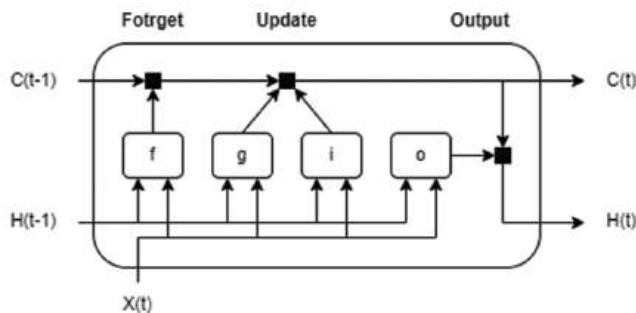 Fotrget Update Output
C(t-1) C(t)
f g i o
H(t-1) H(t)
X(t)